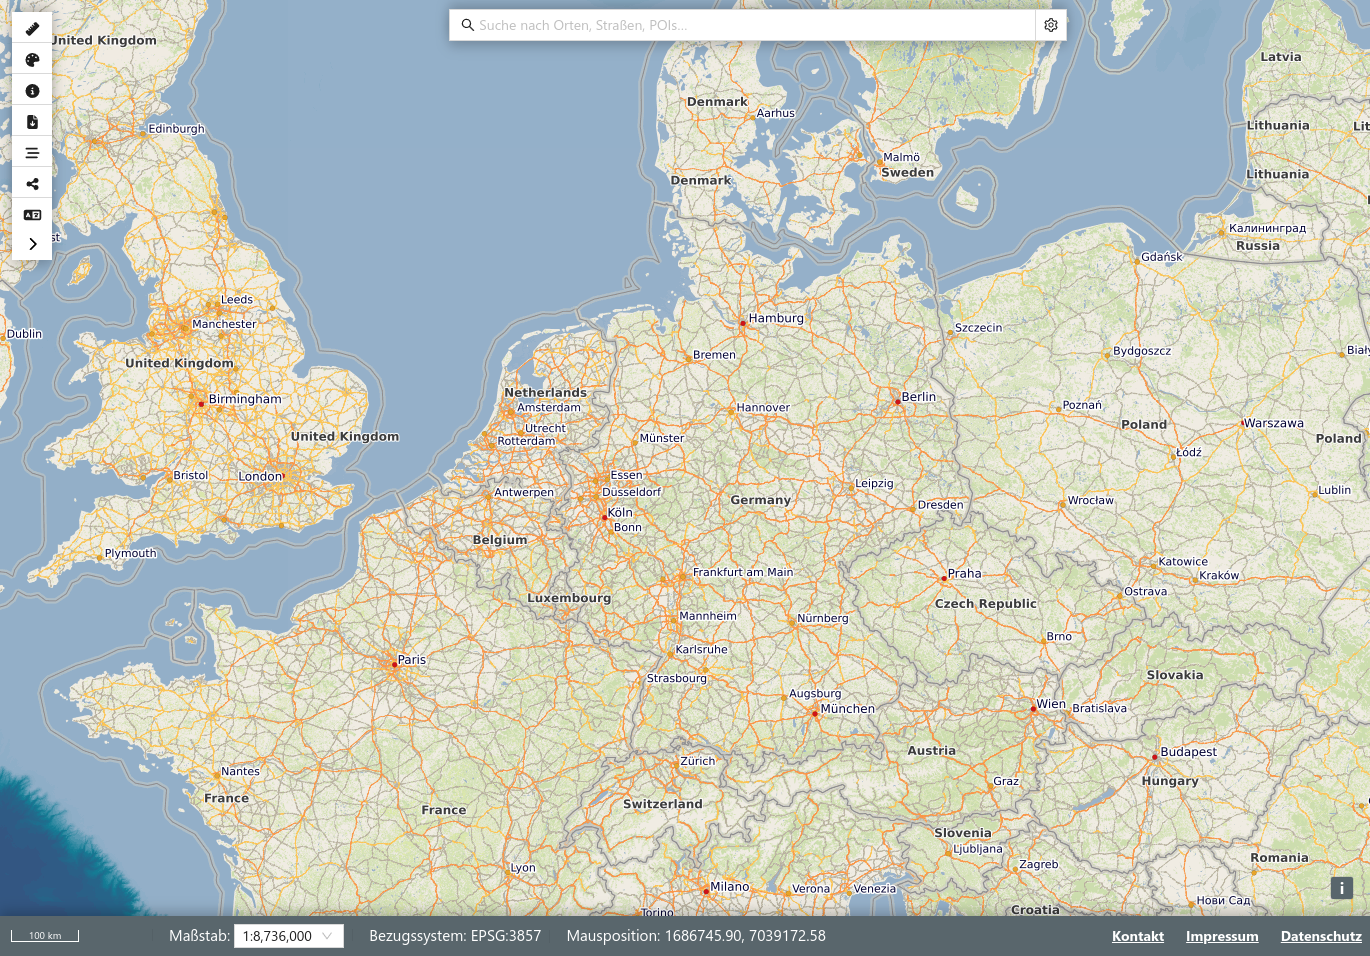 Suche nach Orten, Straßen, POIs...
United Kingdom
Latvia
Denmark
Aarhus
Edinburgh
Lithuania
Malmö
Sweden
Denmark
Lithuania
Калининград
Russia
Gdańsk
Leeds
Manchester
Hamburg
Dublin
Szczecin
Bremen
Bydgoszcz
United Kingdom
Netherlands
Birmingham
Amsterdam
Hannover
Berlin
Poznań
Utrecht
Poland
Warszawa
United Kingdom
Rotterdam
Münster
Poland
Łódź
Bristol
London
Essen
Leipzig
Antwerpen
Düsseldorf
Germany
Wrocław
Lublin
Köln
Dresden
Bonn
Belgium
Plymouth
Frankfurt am Main
Praha
Katowice
Kraków
Luxembourg
Czech Republic
Ostrava
Mannheim
Nürnberg
Brno
Karlsruhe
Paris
Strasbourg
Slovakia
Augsburg
München
Wien
Bratislava
Austria
Budapest
Zürich
Nantes
Graz
Hungary
France
France
Switzerland
Slovenia
Ljubljana
Romania
Lyon
Zagreb
Milano
Verona
Venezia
Нови Сад
Torino
Croatia
100 km
Maßstab: 1:8,736,000
Bezugssystem: EPSG:3857
Mausposition: 1686745.90, 7039172.58
Kontakt
Impressum
Datenschutz